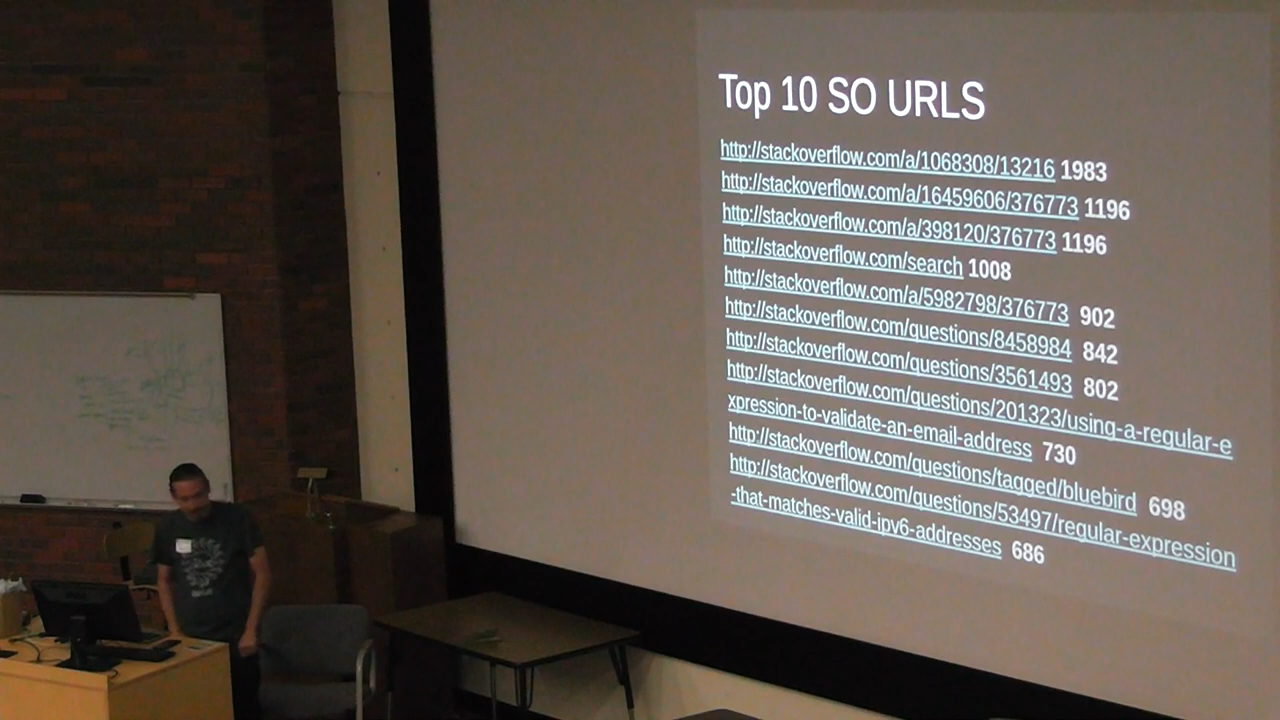 Top 10 SO URLS
http://stackoverflow.com/a/1068308/13216 1983
http://stackoverflow.com/a/16459606/376773 1196
http://stackoverflow.com/a/398120/376773 1196
http://stackoverflow.com/search 1008
http://stackoverflow.com/a/5982798/376773 902
http://stackoverflow.com/questions/8458984 842
http://stackoverflow.com/questions/3561493 802
http://stackoverflow.com/questions/201323/using-a-regular-e
xpression-to-validate-an-email-address 730
http://stackoverflow.com/questions/tagged/bluebird 698
http://stackoverflow.com/questions/53497/regular-expression
-that-matches-valid-ipv6-addresses 686